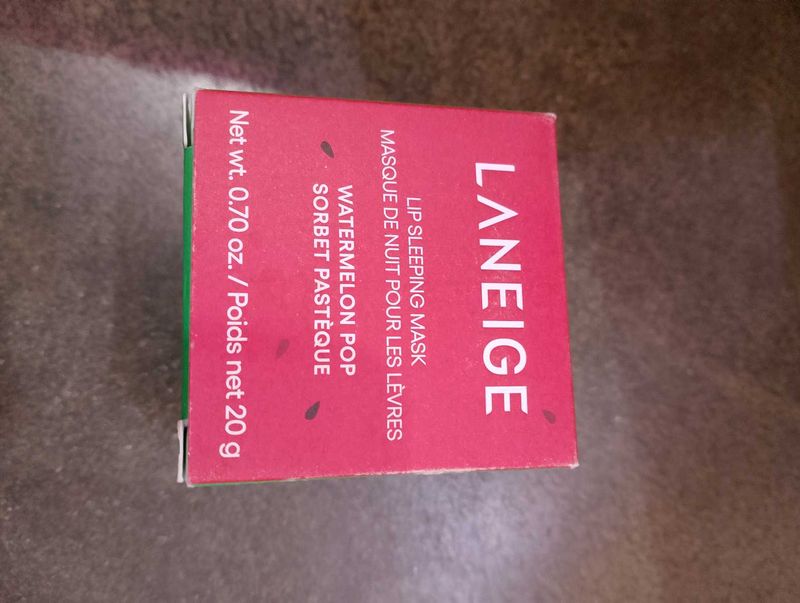 LANEIGE
LIP SLEEPING MASK
MASQUE DE NUIT POUR LES LÈVRES
WATERMELON POP
SORBET PASTÈQUE
Net wt. 0.70 oz. / Poids net 20 g